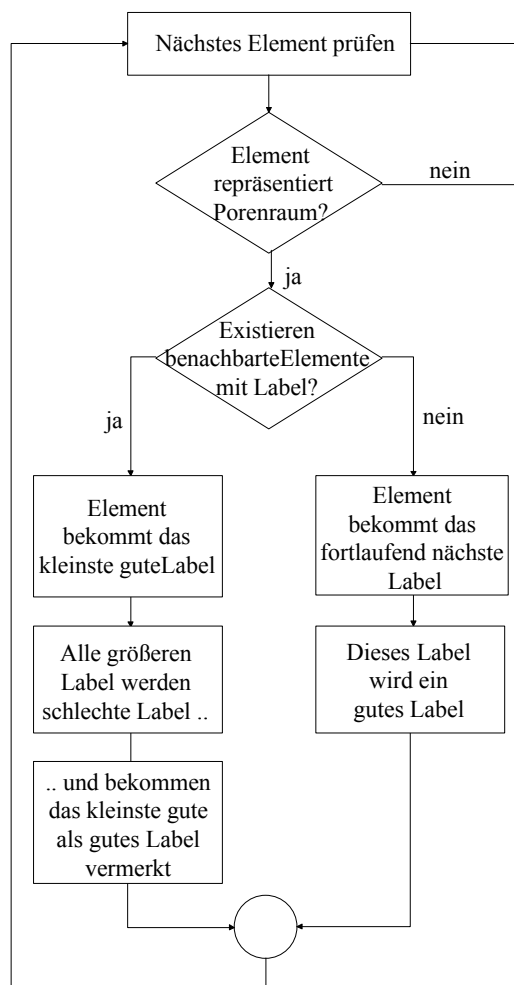 Nächstes Element prüfen
Element
repräsentiert
Porenraum?
nein
ja
Existieren
benachbarteElemente
mit Label?
ja
nein
Element
bekommt das
kleinste guteLabel
Element
bekommt das
fortlaufend nächste
Label
Alle größeren
Label werden
schlechte Label ..
Dieses Label
wird ein
gutes Label
.. und bekommen
das kleinste gute
als gutes Label
vermerkt